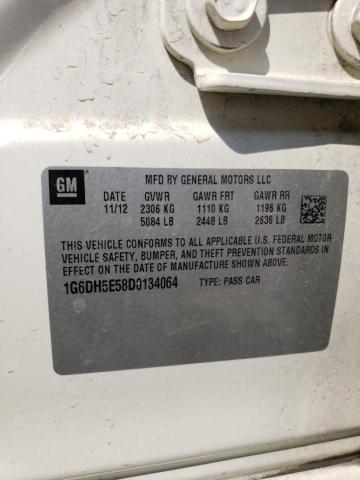 GM
MFD BY GENERAL MOTORS LLC
DATE GVWR GAWR FRT GAWR RR
11/12 2306 KG 1110 KG 1196 KG
5084 LB 2448 LB 2636 LB
THIS VEHICLE CONFORMS TO ALL APPLICABLE U.S. FEDERAL MOTOR
VEHICLE SAFETY, BUMPER, AND THEFT PREVENTION STANDARDS
IN EFFECT ON THE DATE OF MANUFACTURE SHOWN ABOVE.
1G6DH5E58D0134064 TYPE: PASS CAR